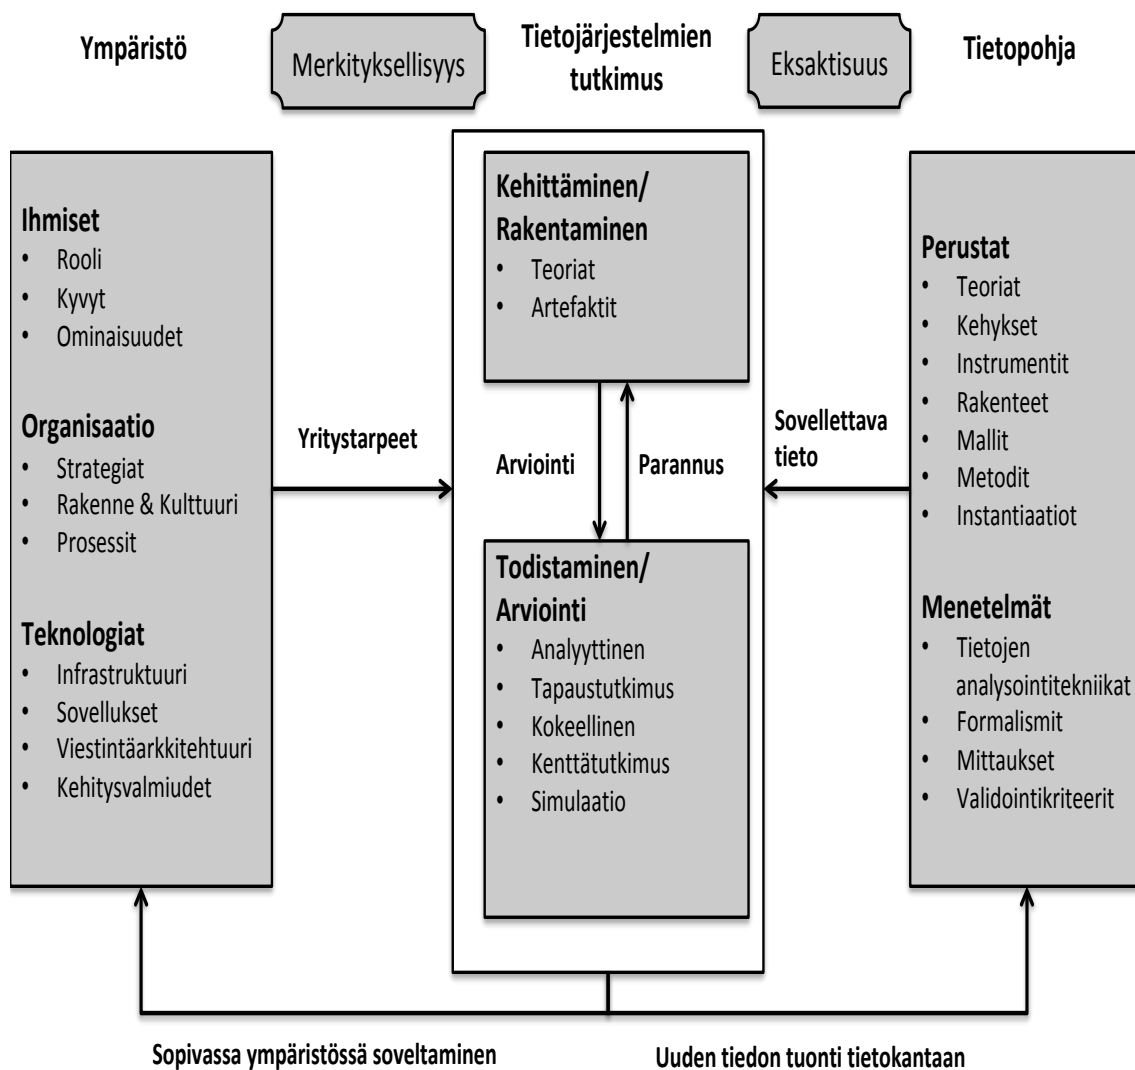 Ympäristö
Merkityksellisyys
Tietojärjestelmien
tutkimus
Eksaktisuus
Tietopohja
Ihmiset
• Rooli
• Kyvyt
• Ominaisuudet
Organisaatio
• Strategiat
• Rakenne & Kulttuuri
• Prosessit
Teknologiat
• Infrastruktuuri
• Sovellukset
• Viestintäarkkitehtuuri
• Kehitysvalmiudet
Yritystarpeet
Kehittäminen/
Rakentaminen
• Teoriat
• Artefaktit
Arviointi
Parannus
Todistaminen/
Arviointi
• Analyyttinen
• Tapaustutkimus
• Kokeellinen
• Kenttätutkimus
• Simulaatio
Sovellettava
tieto
Perustat
• Teoriat
• Kehykset
• Instrumentit
• Rakenteet
• Mallit
• Metodit
• Instantiaatiot
Menetelmät
• Tietojen
analysointitekniikat
• Formalismit
• Mittaukset
• Validointikriteerit
Sopivassa ympäristössä soveltaminen
Uuden tiedon tuonti tietokantaan